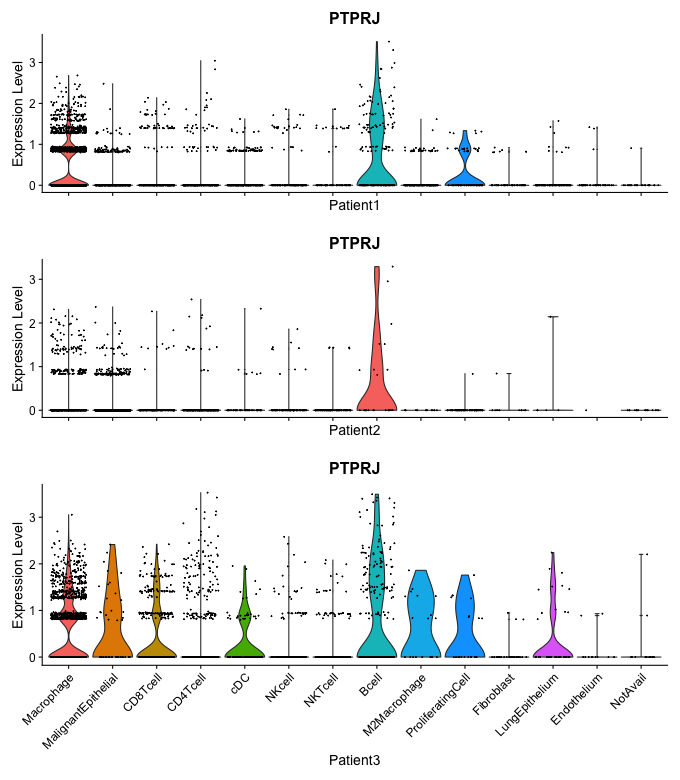 PTPRJ
Expression Level
3
2
1
0
Patient1
PTPRJ
Expression Level
3
2
1
0
Patient2
PTPRJ
Expression Level
3
2
1
0
Macrophage
MalignantEpithelial
CD8Tcell
CD4Tcell
cDC
NKcell
NKTcell
Bcell
M2Macrophage
ProliferatingCell
Fibroblast
LungEpithelium
Endothelium
NotAvail
Patient3